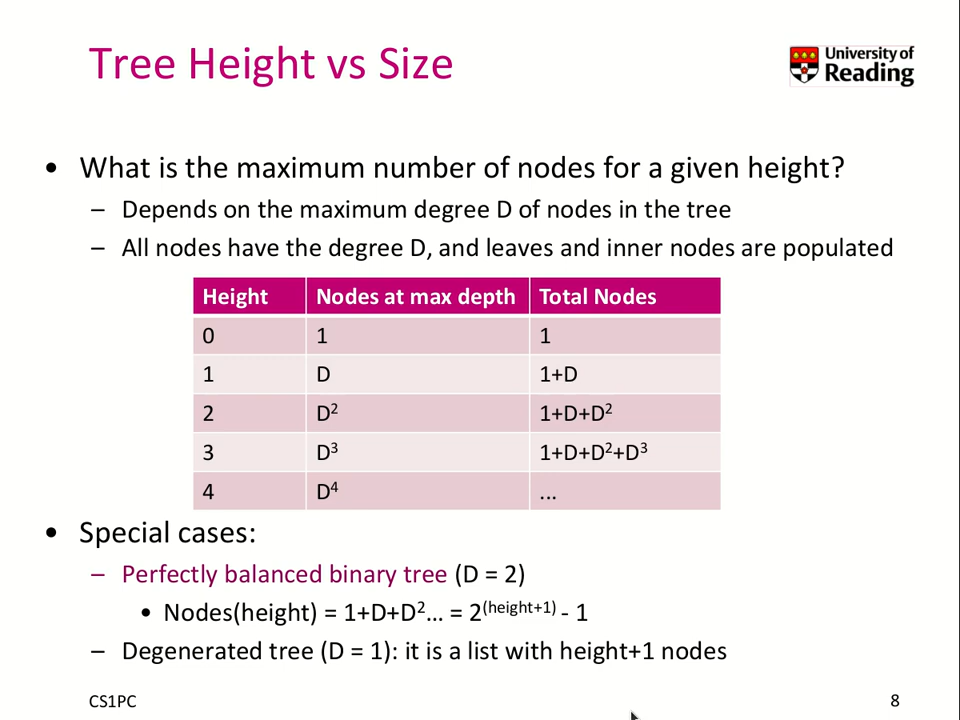 Tree Height vs Size
University of
Reading
• What is the maximum number of nodes for a given height?
– Depends on the maximum degree D of nodes in the tree
– All nodes have the degree D, and leaves and inner nodes are populated
Height Nodes at max depth Total Nodes
0 1 1
1 D 1+D
2 D² 1+D+D²
3 D³ 1+D+D²+D³
4 D⁴ ...
• Special cases:
– Perfectly balanced binary tree (D = 2)
• Nodes(height) = 1+D+D²… = 2⁽ʰᵉⁱᵍʰᵗ⁺¹⁾ - 1
– Degenerated tree (D = 1): it is a list with height+1 nodes
CS1PC 8